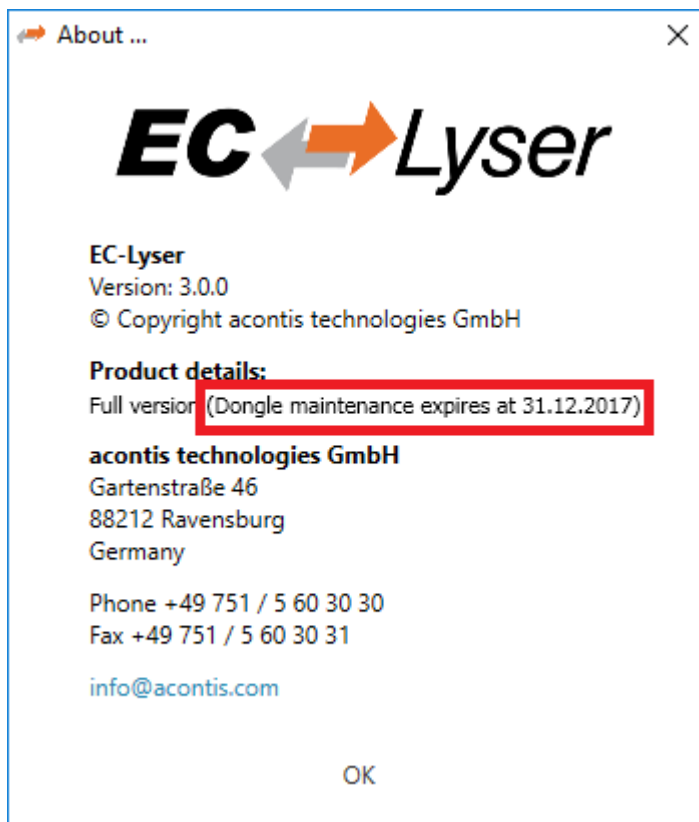 About ...
EC Lyser
EC-Lyser
Version: 3.0.0
© Copyright acontis technologies GmbH
Product details:
Full version (Dongle maintenance expires at 31.12.2017)
acontis technologies GmbH
Gartenstraße 46
88212 Ravensburg
Germany
Phone +49 751 / 5 60 30 30
Fax +49 751 / 5 60 30 31
info@acontis.com
OK